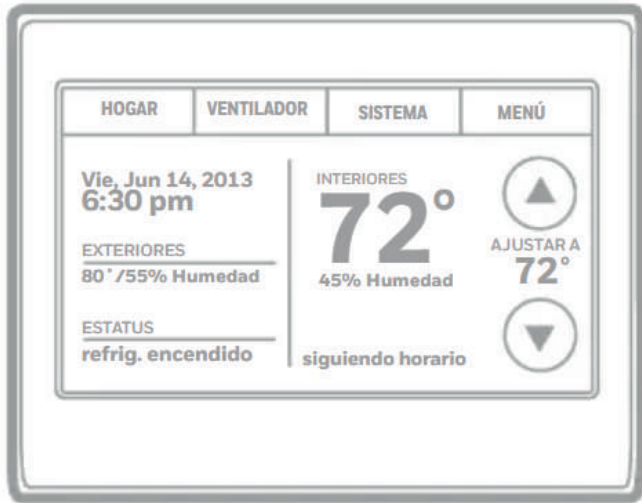 HOGAR
VENTILADOR
SISTEMA
MENÚ
Vie, Jun 14, 2013
6:30 pm
EXTERIORES
80°/55% Humedad
ESTATUS
refrig. encendido
INTERIORES
72°
45% Humedad
siguiendo horario
AJUSTAR A
72°